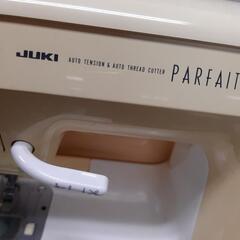 JUKI AUTO TENSION & AUTO THREAD CUTTER PARFAIT